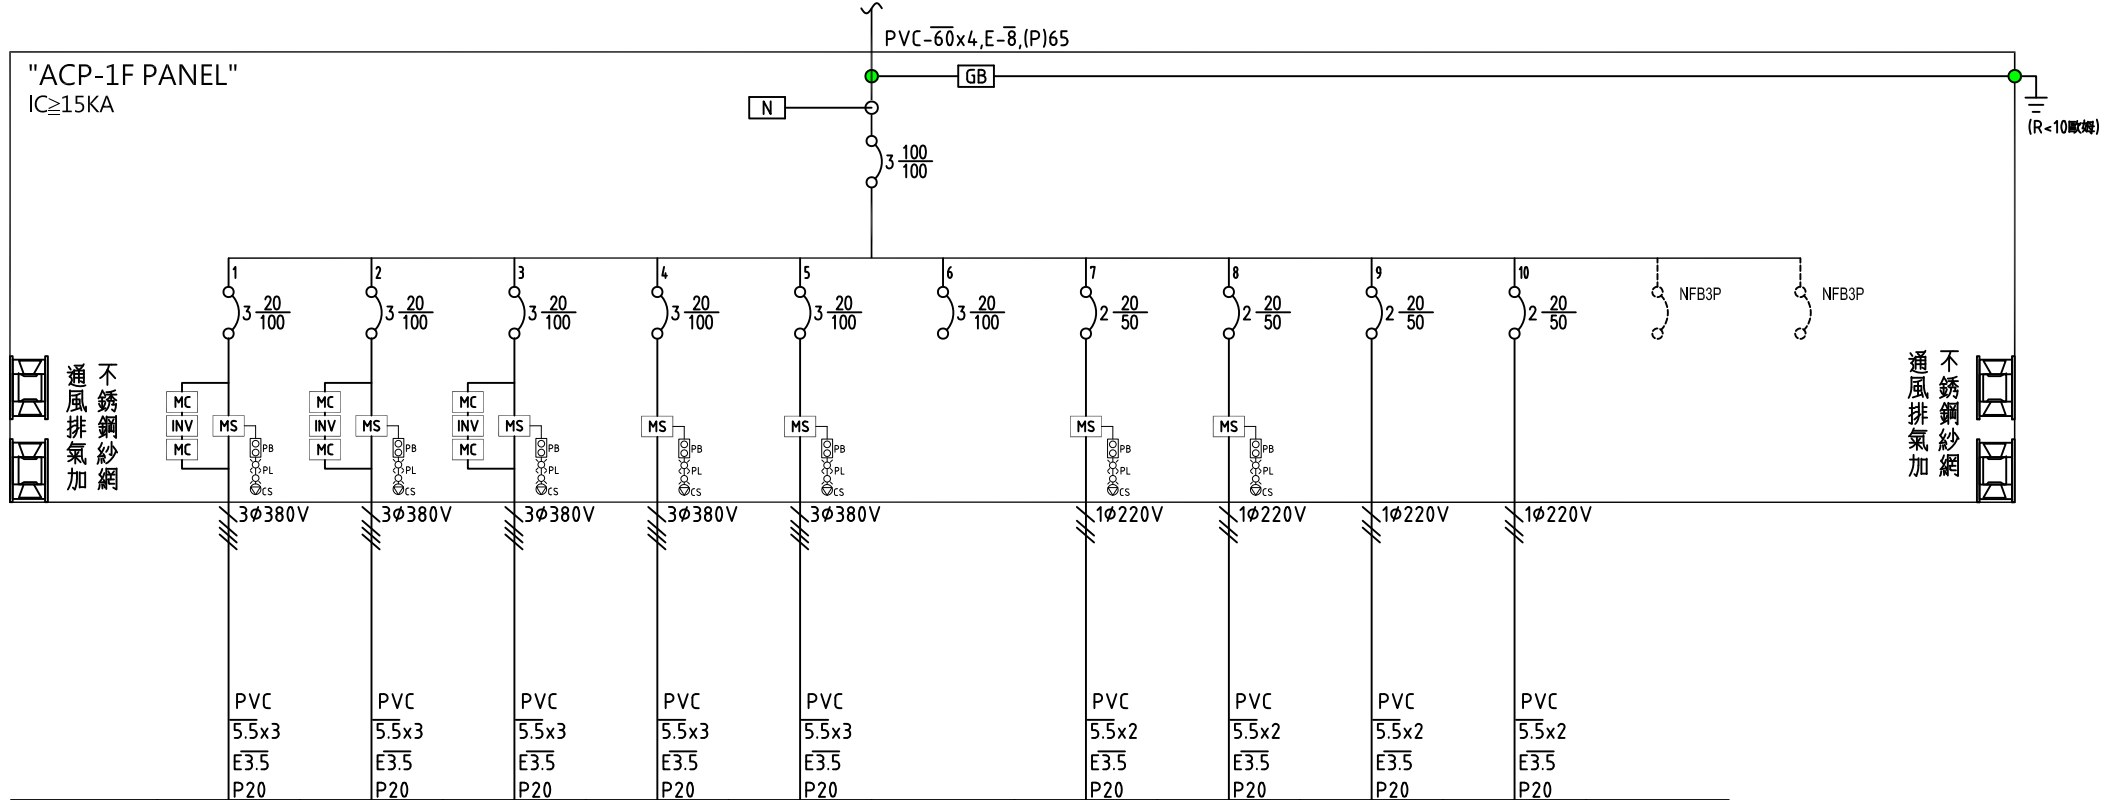 PVC-60x4,E-8,(P)65
"ACP-1F PANEL"
IC≧15KA
GB
N
(R<10歐姆)
3 100/100
1 2 3 4 5 6 7 8 9 10
3 20/100 3 20/100 3 20/100 3 20/100 3 20/100 3 20/100 2 20/50 2 20/50 2 20/50 2 20/50 NFB3P NFB3P
不銹鋼紗網
通風排氣加
不銹鋼紗網
通風排氣加
MC MC MC
INV MS INV MS INV MS MS MS MS MS
MC MC MC
PB PB PB PB PB PB PB
PL PL PL PL PL PL PL
CS CS CS CS CS CS CS
3Ø380V 3Ø380V 3Ø380V 3Ø380V 3Ø380V 1Ø220V 1Ø220V 1Ø220V 1Ø220V
PVC PVC PVC PVC PVC PVC PVC PVC PVC
5.5x3 5.5x3 5.5x3 5.5x3 5.5x3 5.5x2 5.5x2 5.5x2 5.5x2
E3.5 E3.5 E3.5 E3.5 E3.5 E3.5 E3.5 E3.5 E3.5
P20 P20 P20 P20 P20 P20 P20 P20 P20